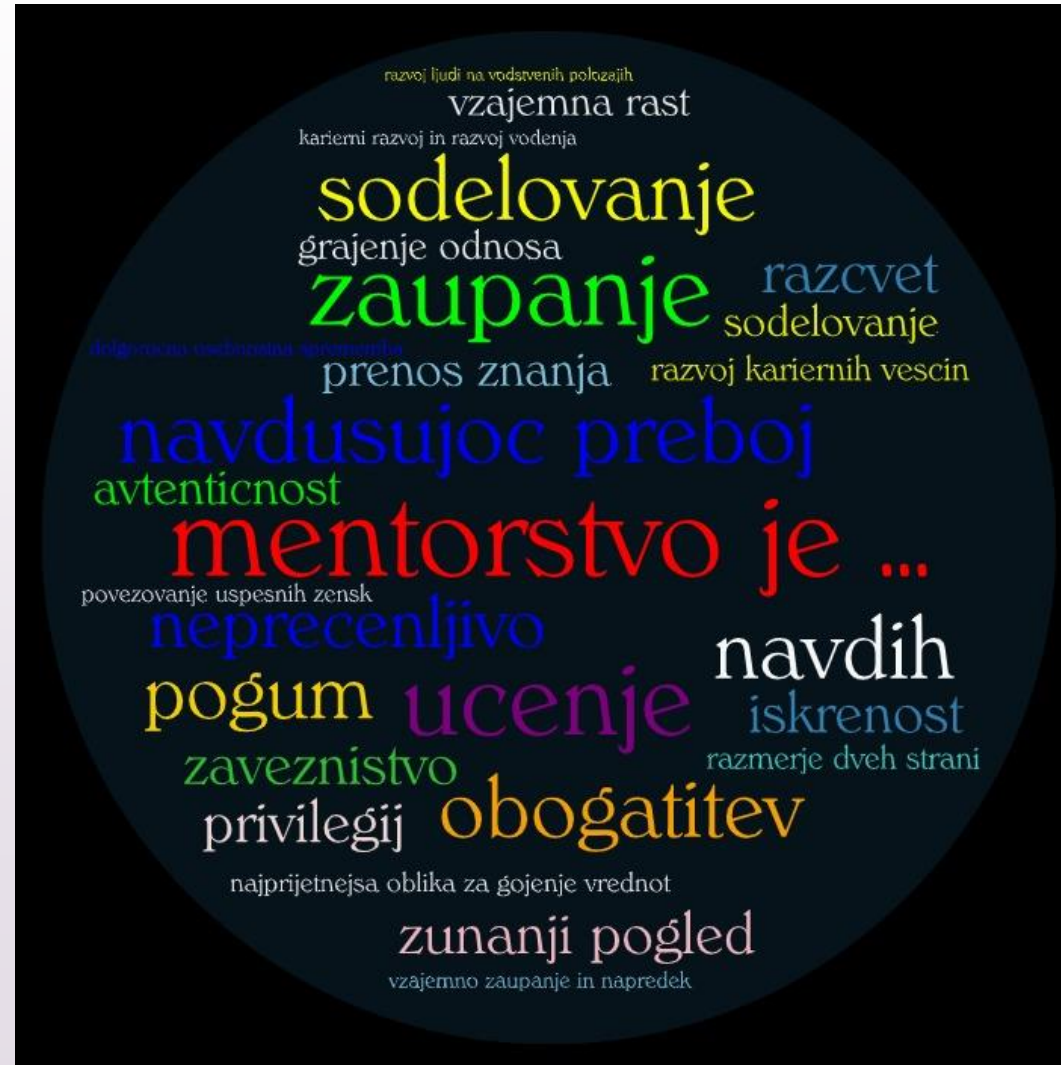 razvoj ljudi na vodstvenih polozajih
vzajemna rast
karierni razvoj in razvoj vodenja
sodelovanje
grajenje odnosa
zaupanje
razcvet
sodelovanje
prenos znanja
razvoj kariernih vescin
navdusujoc preboj
avtenticnost
mentorstvo je ...
povezovanje uspesnih zensk
neprecenljivo
navdih
pogum
ucenje
iskrenost
zaveznistvo
razmerje dveh strani
privilegij
obogatitev
najprijetnejsa oblika za gojenje vrednot
zunanji pogled
vzajemno zaupanje in napredek